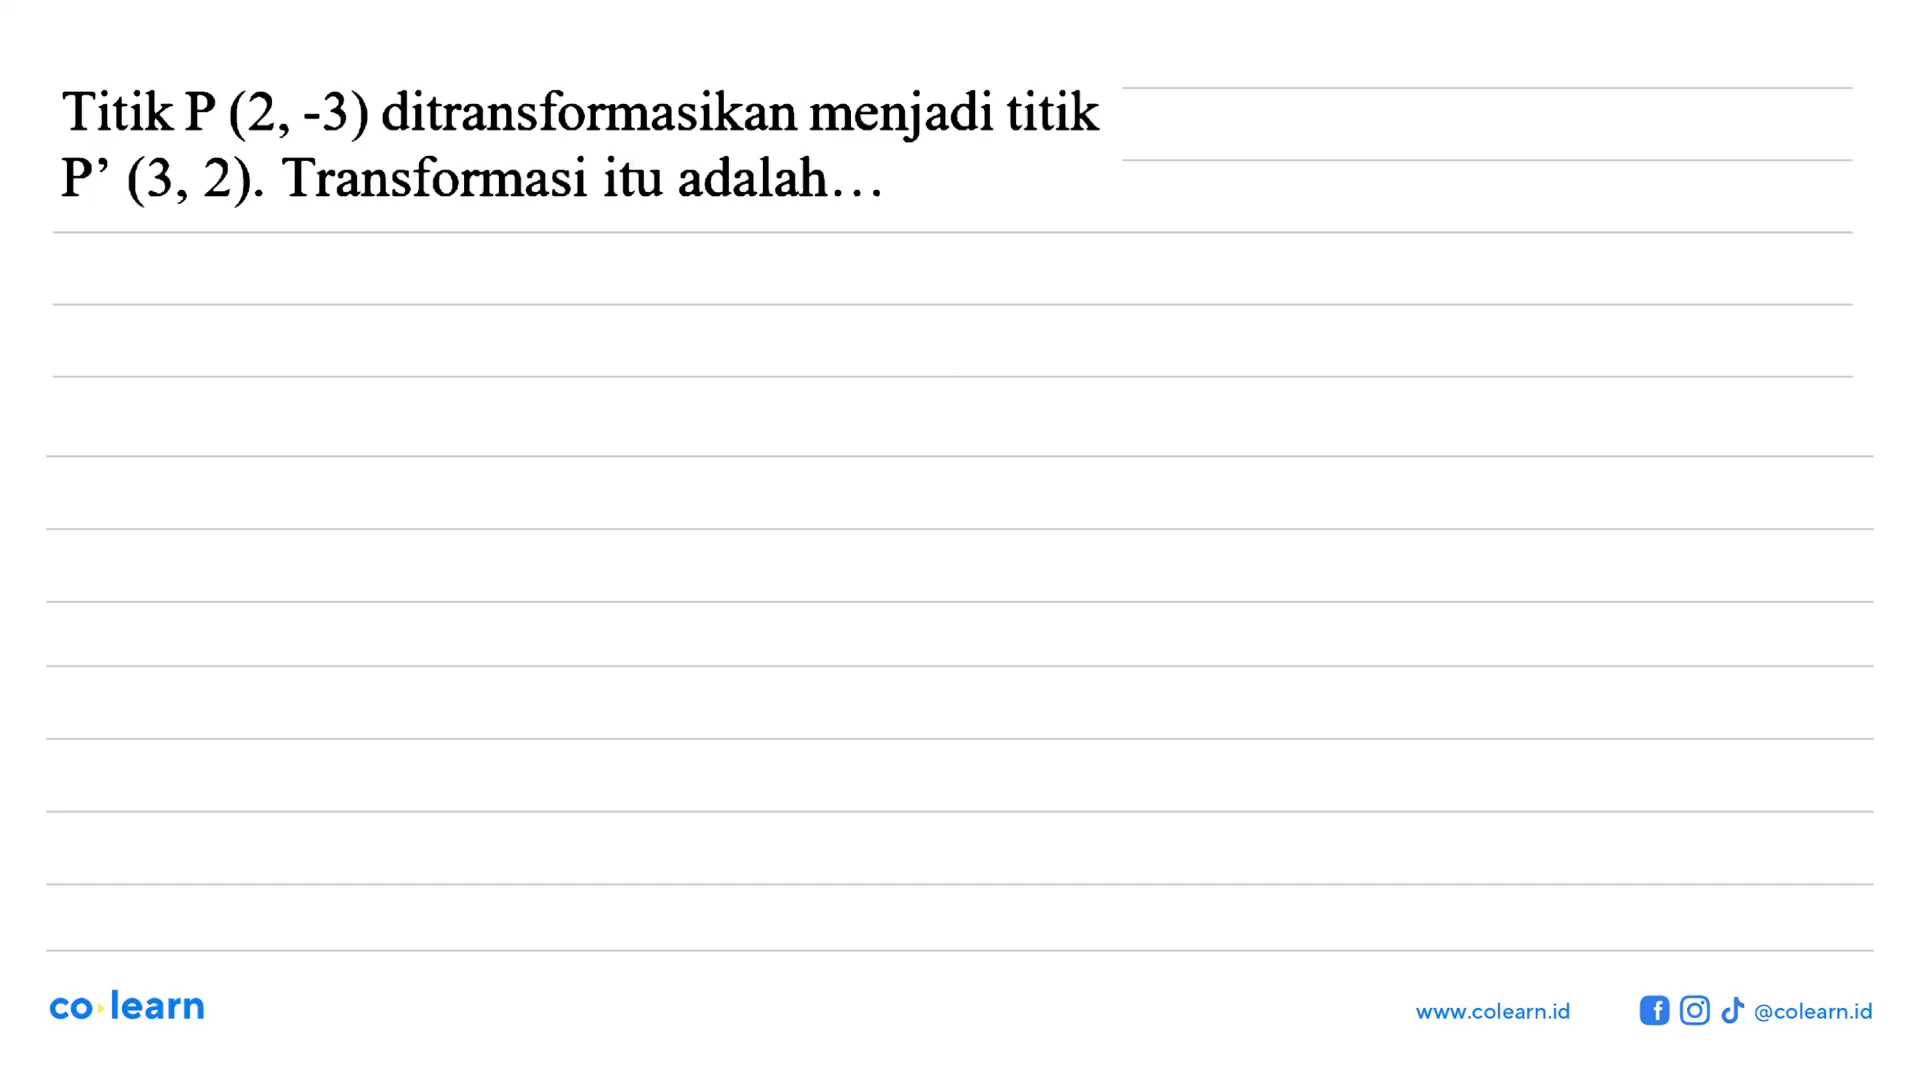 Titik P (2, -3) ditransformasikan menjadi titik
P’ (3, 2). Transformasi itu adalah...
co learn
www.colearn.id
@colearn.id